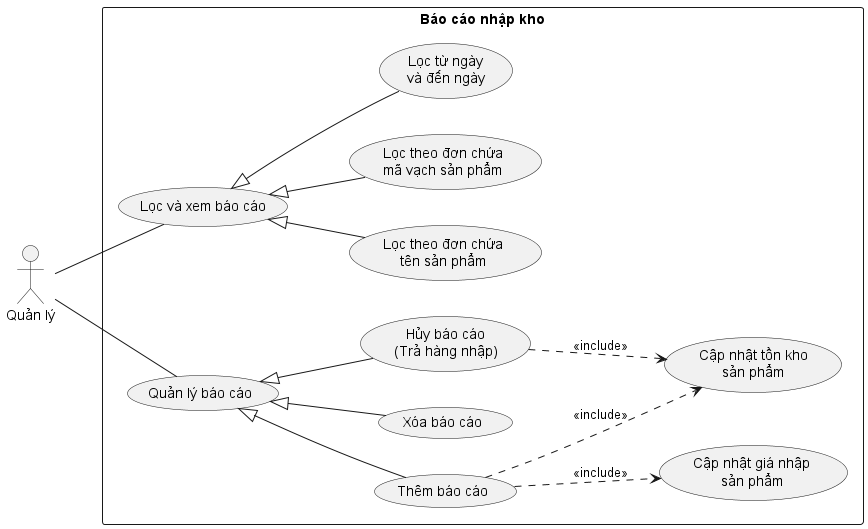 Báo cáo nhập kho
Lọc từ ngày
và đến ngày
Lọc theo đơn chứa
mã vạch sản phẩm
Lọc và xem báo cáo
Lọc theo đơn chứa
tên sản phẩm
Quản lý
Hủy báo cáo
(Trả hàng nhập)
«include»
Cập nhật tồn kho
sản phẩm
Quản lý báo cáo
Xóa báo cáo
«include»
Thêm báo cáo
«include»
Cập nhật giá nhập
sản phẩm